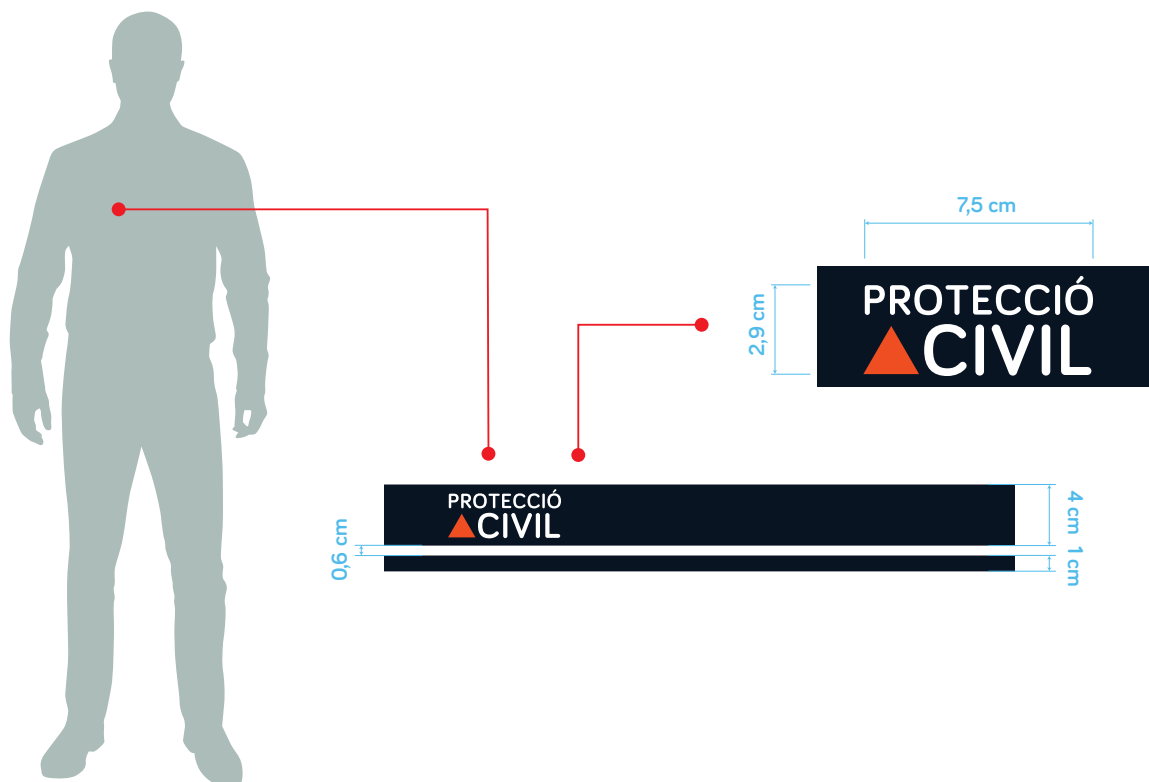 7,5 cm
2,9 cm
PROTECCIÓ
CIVIL
PROTECCIÓ
CIVIL
4 cm
0,6 cm
1 cm